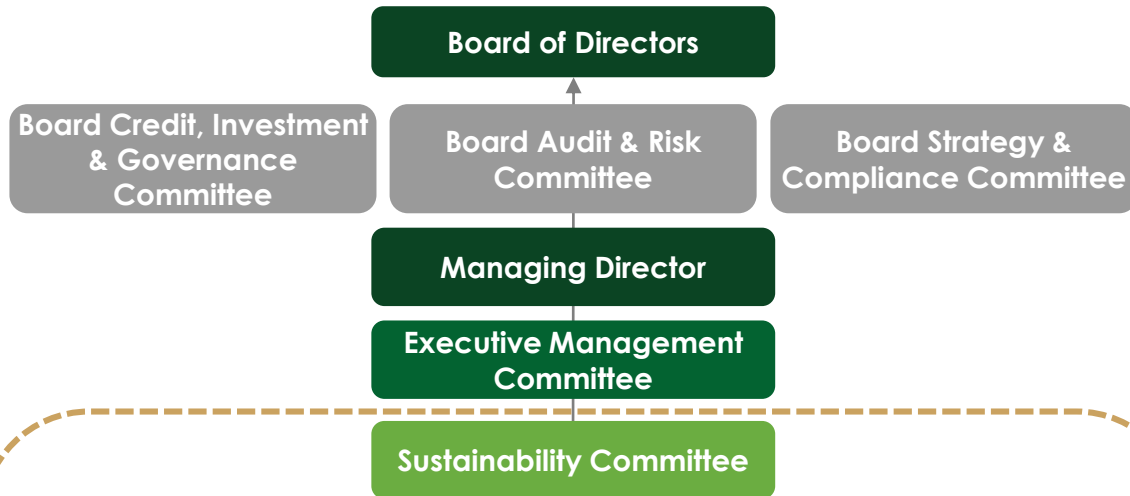 Board of Directors
Board Credit, Investment
& Governance
Committee
Board Audit & Risk
Committee
Board Strategy &
Compliance Committee
Managing Director
Executive Management
Committee
Sustainability Committee